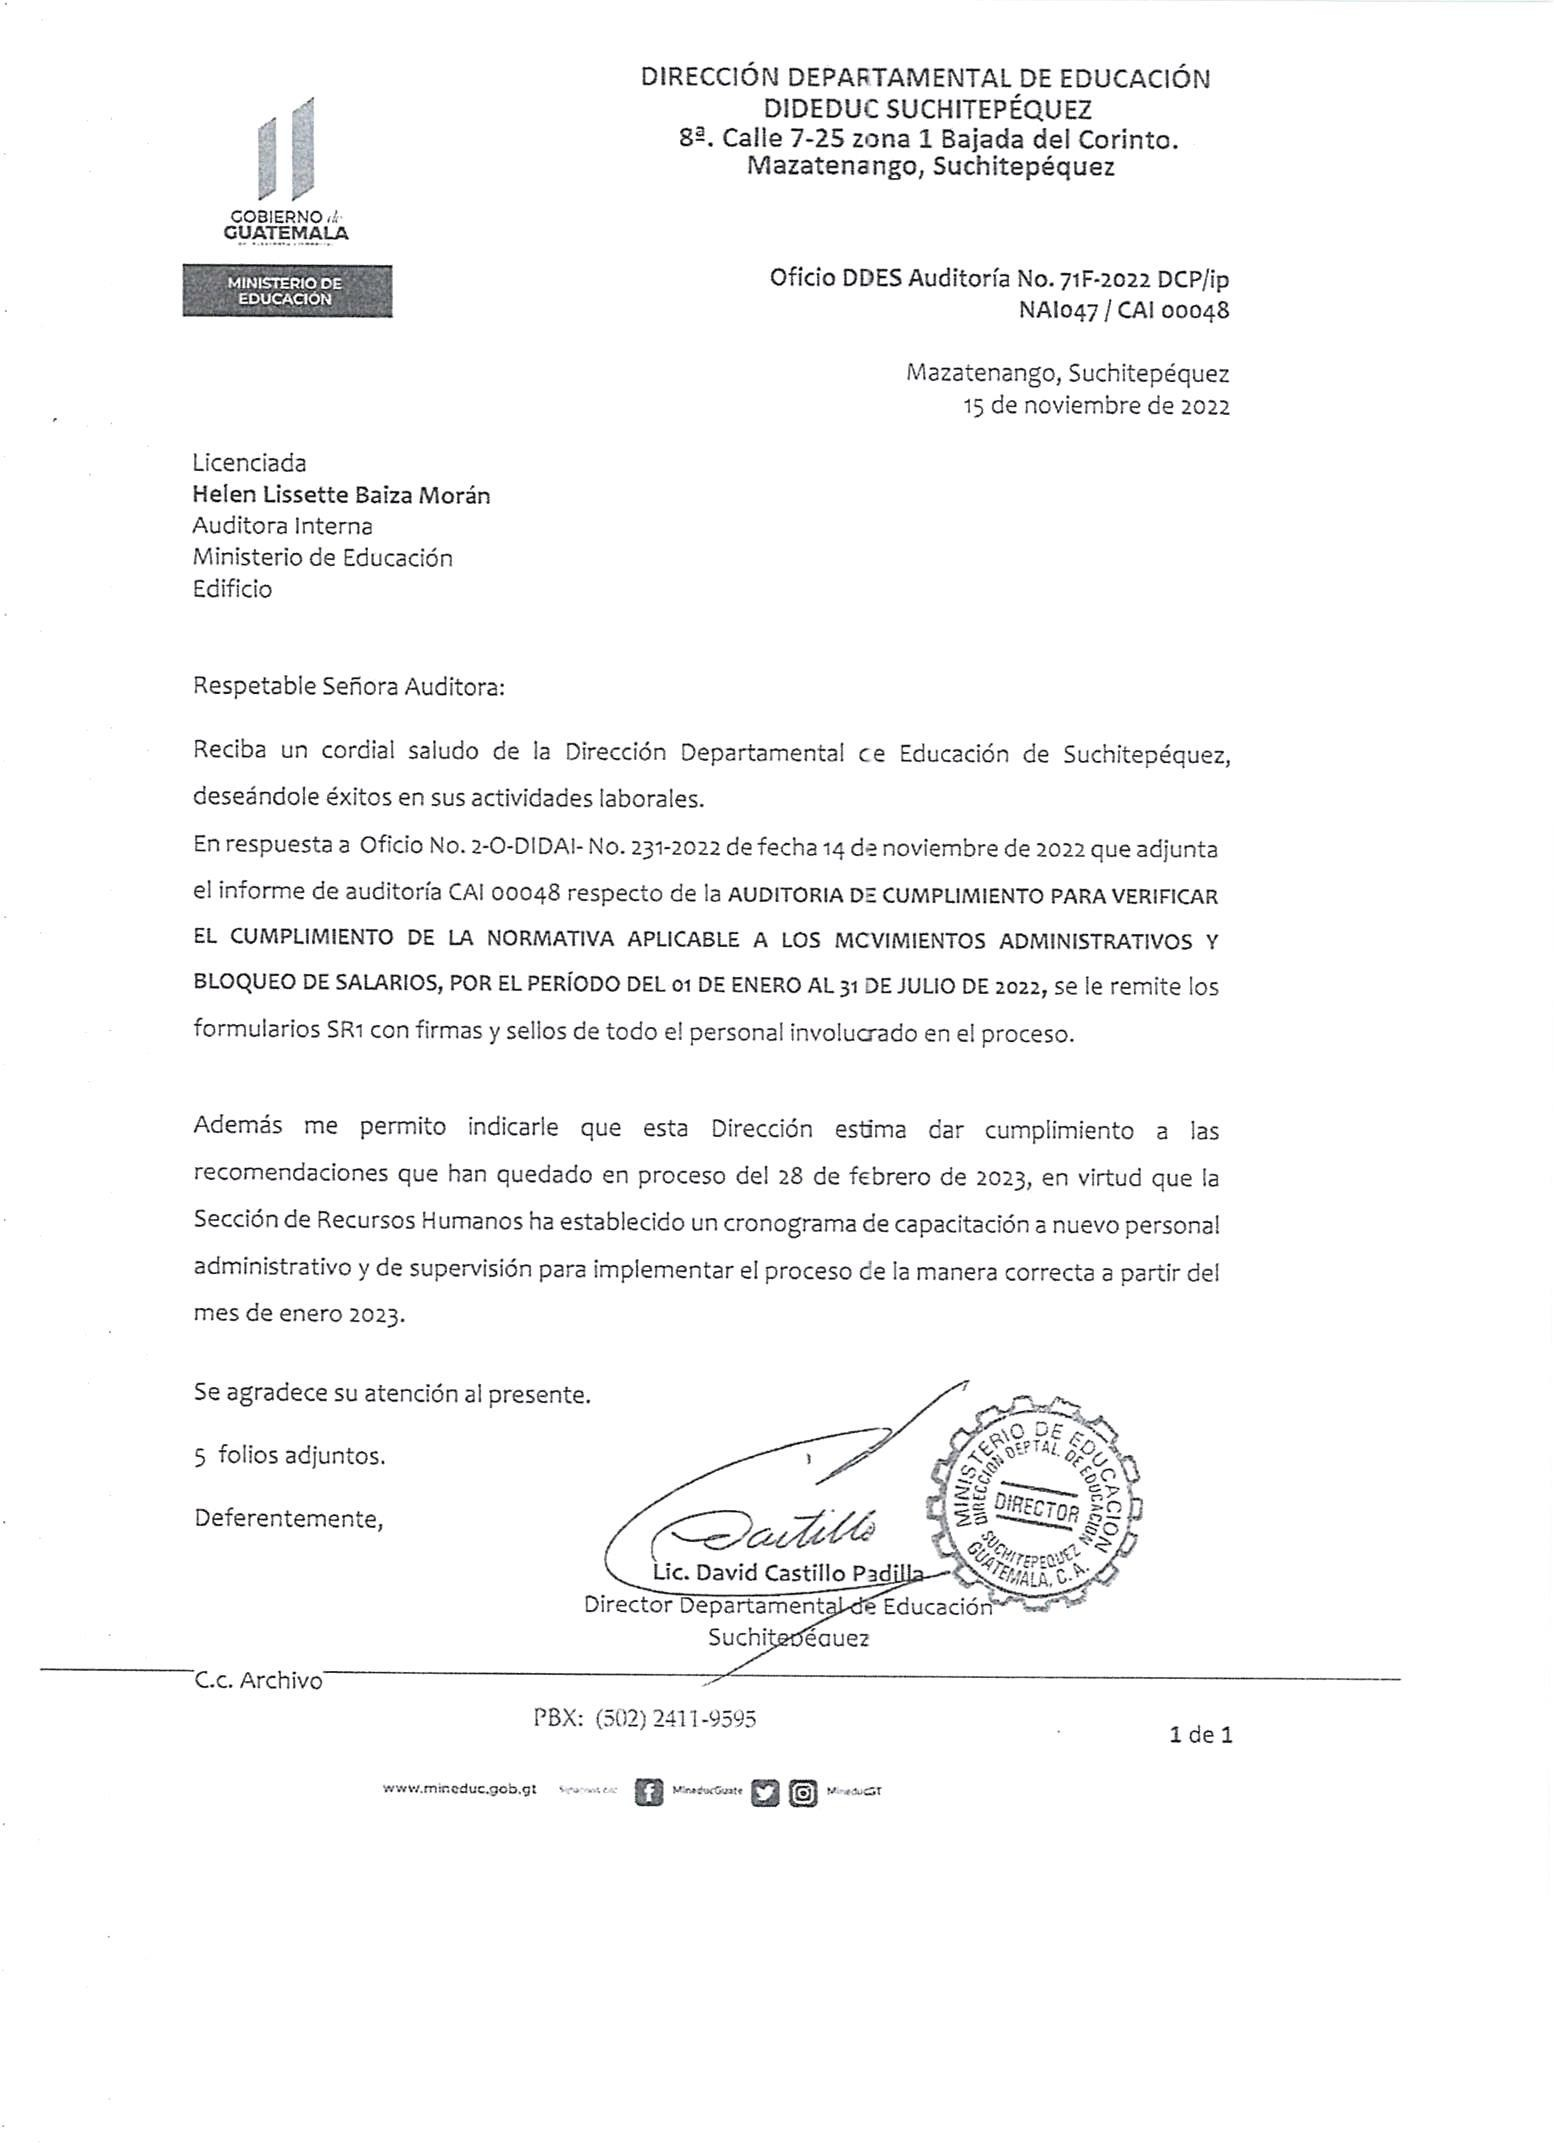 DIRECCIÓN DEPARTAMENTAL DE EDUCACIÓN
DIDEDUC SUCHITEPÉQUEZ
8ª. Calle 7-25 zona 1 Bajada del Corinto.
Mazatenango, Suchitepéquez
GOBIERNO de
GUATEMALA
MINISTERIO DE
EDUCACIÓN
Oficio DDES Auditoría No. 71F-2022 DCP/ip
NAI047 / CAI 00048
Mazatenango, Suchitepéquez
15 de noviembre de 2022
Licenciada
Helen Lissette Baiza Morán
Auditora Interna
Ministerio de Educación
Edificio
Respetable Señora Auditora:
Reciba un cordial saludo de la Dirección Departamental de Educación de Suchitepéquez,
deseándole éxitos en sus actividades laborales.
En respuesta a Oficio No. 2-O-DIDAI- No. 231-2022 de fecha 14 de noviembre de 2022 que adjunta
el informe de auditoría CAI 00048 respecto de la AUDITORIA DE CUMPLIMIENTO PARA VERIFICAR
EL CUMPLIMIENTO DE LA NORMATIVA APLICABLE A LOS MOVIMIENTOS ADMINISTRATIVOS Y
BLOQUEO DE SALARIOS, POR EL PERÍODO DEL 01 DE ENERO AL 31 DE JULIO DE 2022, se le remite los
formularios SR1 con firmas y sellos de todo el personal involucrado en el proceso.
Además me permito indicarle que esta Dirección estima dar cumplimiento a las
recomendaciones que han quedado en proceso del 28 de febrero de 2023, en virtud que la
Sección de Recursos Humanos ha establecido un cronograma de capacitación a nuevo personal
administrativo y de supervisión para implementar el proceso de la manera correcta a partir del
mes de enero 2023.
Se agradece su atención al presente.
5 folios adjuntos.
Deferentemente,
Castillo
MINISTERIO DE EDUCACION
DIRECCION DEPTAL. DE EDUCACION
DIRECTOR
SUCHITEPEQUEZ
GUATEMALA, C. A.
Lic. David Castillo Padilla
Director Departamental de Educación
Suchitepéquez
C.c. Archivo
PBX: (502) 2411-9595
1 de 1
www.mineduc.gob.gt MineducGuate MineducGT